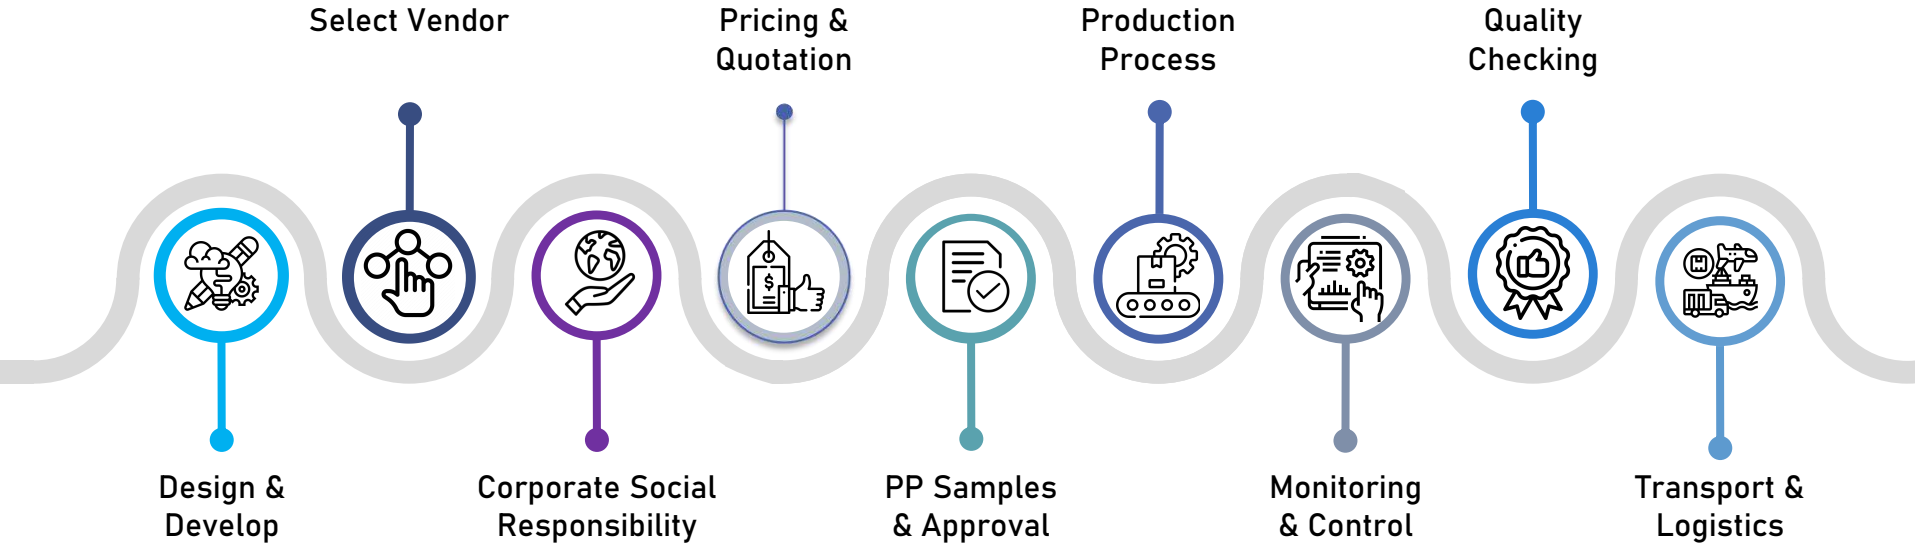 Select Vendor
Pricing &
Quotation
Production
Process
Quality
Checking
$
Design &
Develop
Corporate Social
Responsibility
PP Samples
& Approval
Monitoring
& Control
Transport &
Logistics